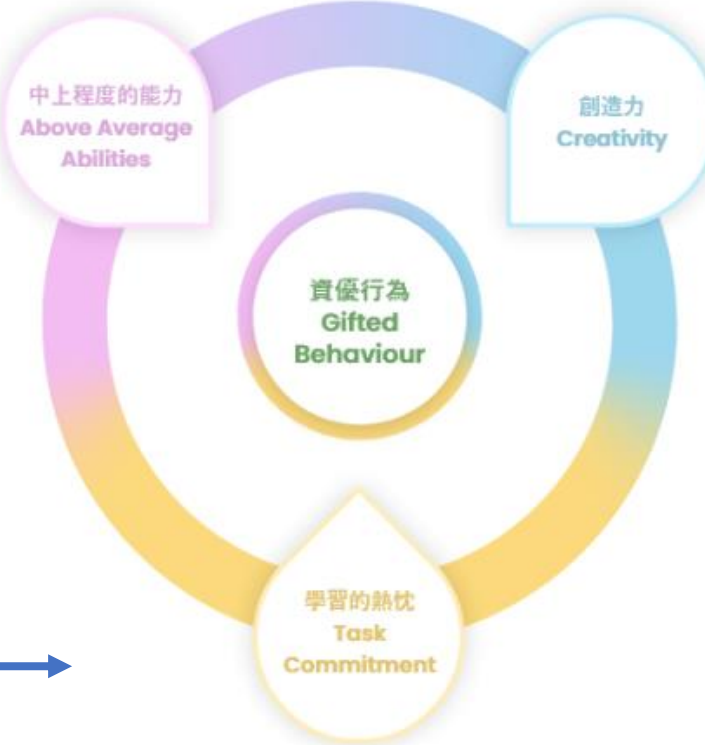 中上程度的能力
Above Average
Abilities
創造力
Creativity
資優行為
Gifted
Behaviour
學習的熱忱
Task
Commitment